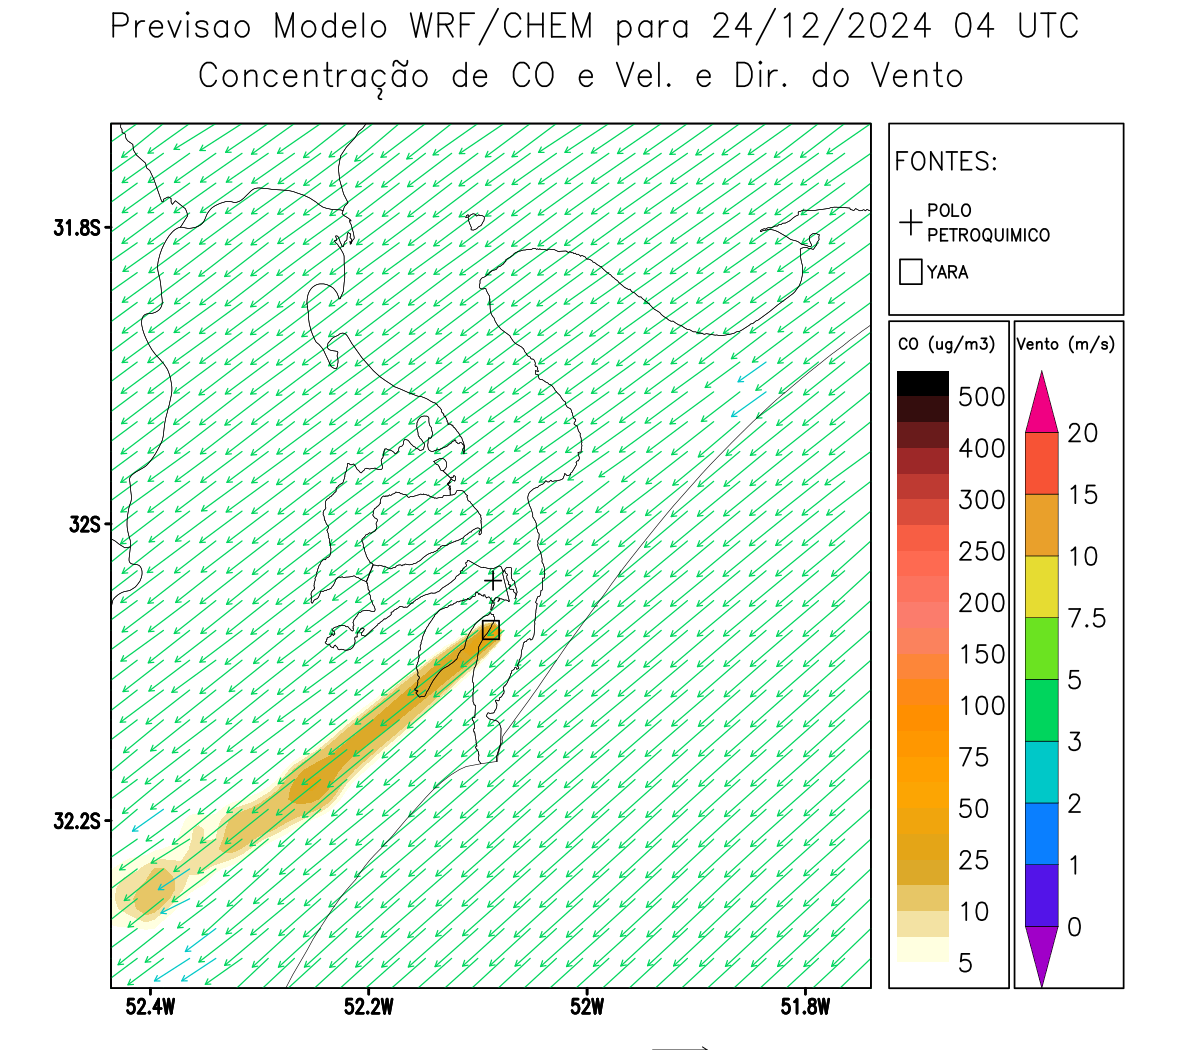 Previsao Modelo WRF/CHEM para 24/12/2024 04 UTC
Concentração de CO e Vel. e Dir. do Vento
FONTES:
POLO
PETROQUIMICO
YARA
CO (ug/m3)
500
400
300
250
200
150
100
75
50
25
10
5
Vento (m/s)
20
15
10
7.5
5
3
2
1
0
31.8S
32S
32.2S
52.4W
52.2W
52W
51.8W